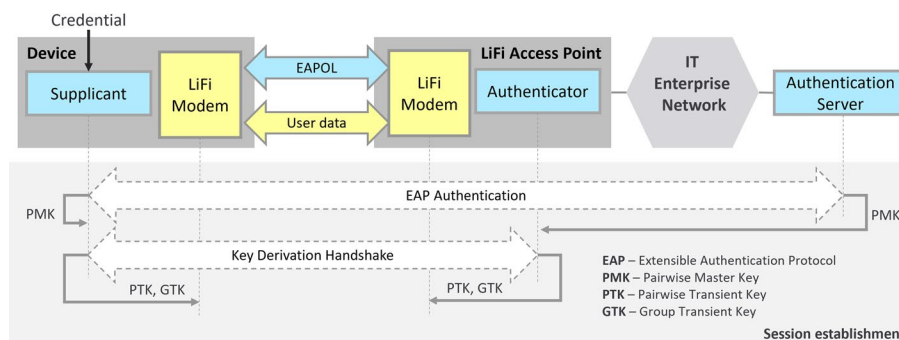 Credential
Device
LiFi Access Point
Supplicant
LiFi
Modem
EAPOL
User data
LiFi
Modem
Authenticator
IT
Enterprise
Network
Authentication
Server
EAP Authentication
PMK
PMK
Key Derivation Handshake
PTK, GTK
PTK, GTK
EAP – Extensible Authentication Protocol
PMK – Pairwise Master Key
PTK – Pairwise Transient Key
GTK – Group Transient Key
Session establishmen